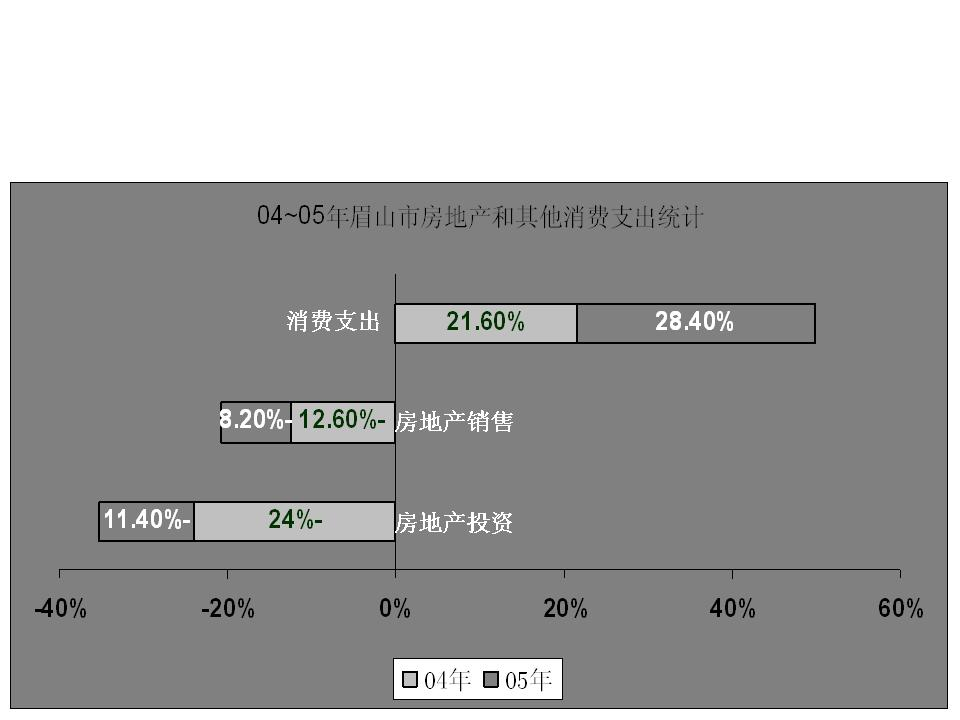 04~05年眉山市房地产和其他消费支出统计
消费支出 21.60% 28.40%
8.20%- 12.60%- 房地产销售
11.40%- 24%- 房地产投资
-40% -20% 0% 20% 40% 60%
04年 05年